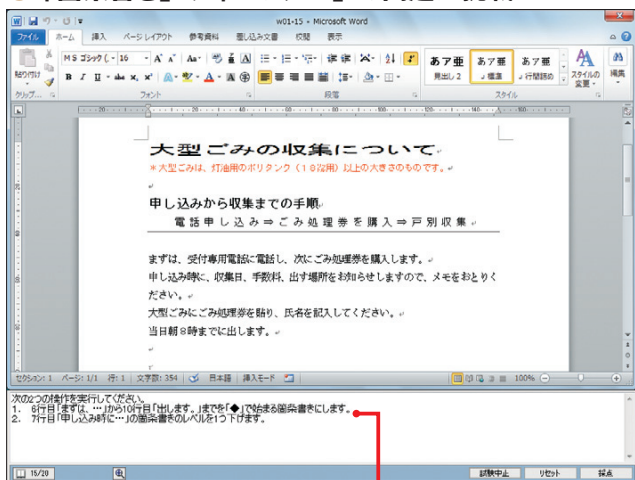 w01-15 - Microsoft Word
ファイル ホーム 挿入 ページ レイアウト 参考資料 差し込み文書 校閲 表示
貼り付け
ＭＳ ゴシック (- 16
あア亜 あア亜 あア亜
見出し 2 標準 行間詰め
スタイルの変更
編集
クリップ... フォント 段落 スタイル
大型ごみの収集について
＊大型ごみは、灯油用のポリタンク（１８㍑用）以上の大きさのものです。
申し込みから収集までの手順
電話申し込み⇒ごみ処理券を購入⇒戸別収集
まずは、受付専用電話に電話し、次にごみ処理券を購入します。
申し込み時に、収集日、手数料、出す場所をお知らせしますので、メモをおとりく
ださい。
大型ごみにごみ処理券を貼り、氏名を記入してください。
当日朝8時までに出します。
セクション: 1 ページ: 1/1 行: 1 文字数: 354 日本語 挿入モード 100%
次の2つの操作を実行してください。
1. 6行目「まずは、…」から10行目「出します。」までを「◆」で始まる箇条書きにします。
2. 7行目「申し込み時に…」の箇条書きのレベルを1つ下げます。
15/20 試験中止 リセット 採点